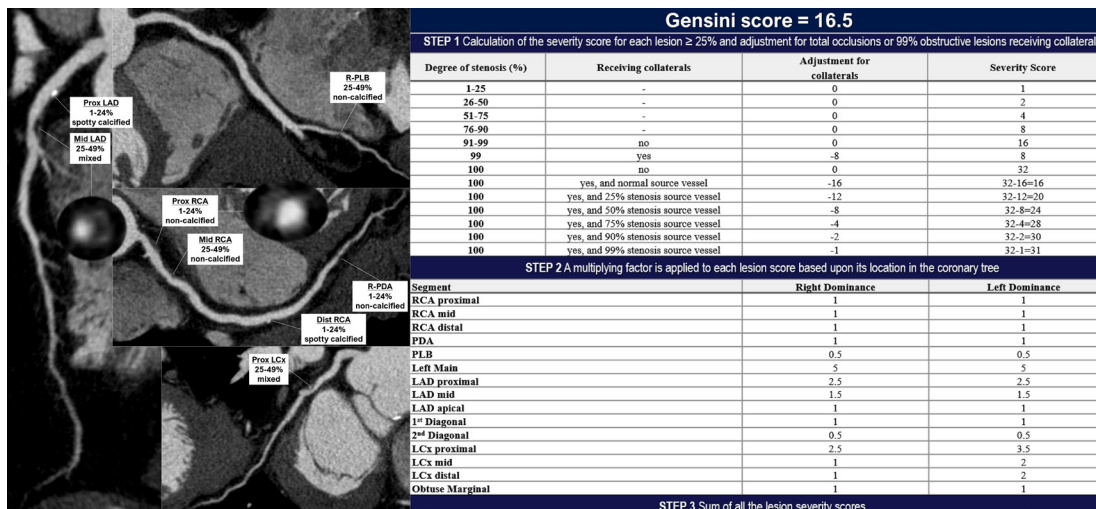 R-PLB
25-49%
non-calcified
Prox LAD
1-24%
spotty calcified
Mid LAD
25-49%
mixed
Prox RCA
1-24%
non-calcified
Mid RCA
25-49%
non-calcified
R-PDA
1-24%
non-calcified
Dist RCA
1-24%
spotty calcified
Prox LCx
25-49%
mixed
Gensini score = 16.5
STEP 1 Calculation of the severity score for each lesion ≥ 25% and adjustment for total occlusions or 99% obstructive lesions receiving collateral
Degree of stenosis (%) Receiving collaterals Adjustment for collaterals Severity Score
1-25 - 0 1
26-50 - 0 2
51-75 - 0 4
76-90 - 0 8
91-99 no 0 16
99 yes -8 8
100 no 0 32
100 yes, and normal source vessel -16 32-16=16
100 yes, and 25% stenosis source vessel -12 32-12=20
100 yes, and 50% stenosis source vessel -8 32-8=24
100 yes, and 75% stenosis source vessel -4 32-4=28
100 yes, and 90% stenosis source vessel -2 32-2=30
100 yes, and 99% stenosis source vessel -1 32-1=31
STEP 2 A multiplying factor is applied to each lesion score based upon its location in the coronary tree
Segment Right Dominance Left Dominance
RCA proximal 1 1
RCA mid 1 1
RCA distal 1 1
PDA 1 1
PLB 0.5 0.5
Left Main 5 5
LAD proximal 2.5 2.5
LAD mid 1.5 1.5
LAD apical 1 1
1st Diagonal 1 1
2nd Diagonal 0.5 0.5
LCx proximal 2.5 3.5
LCx mid 1 2
LCx distal 1 2
Obtuse Marginal 1 1
STEP 3 Sum of all the lesion severity scores